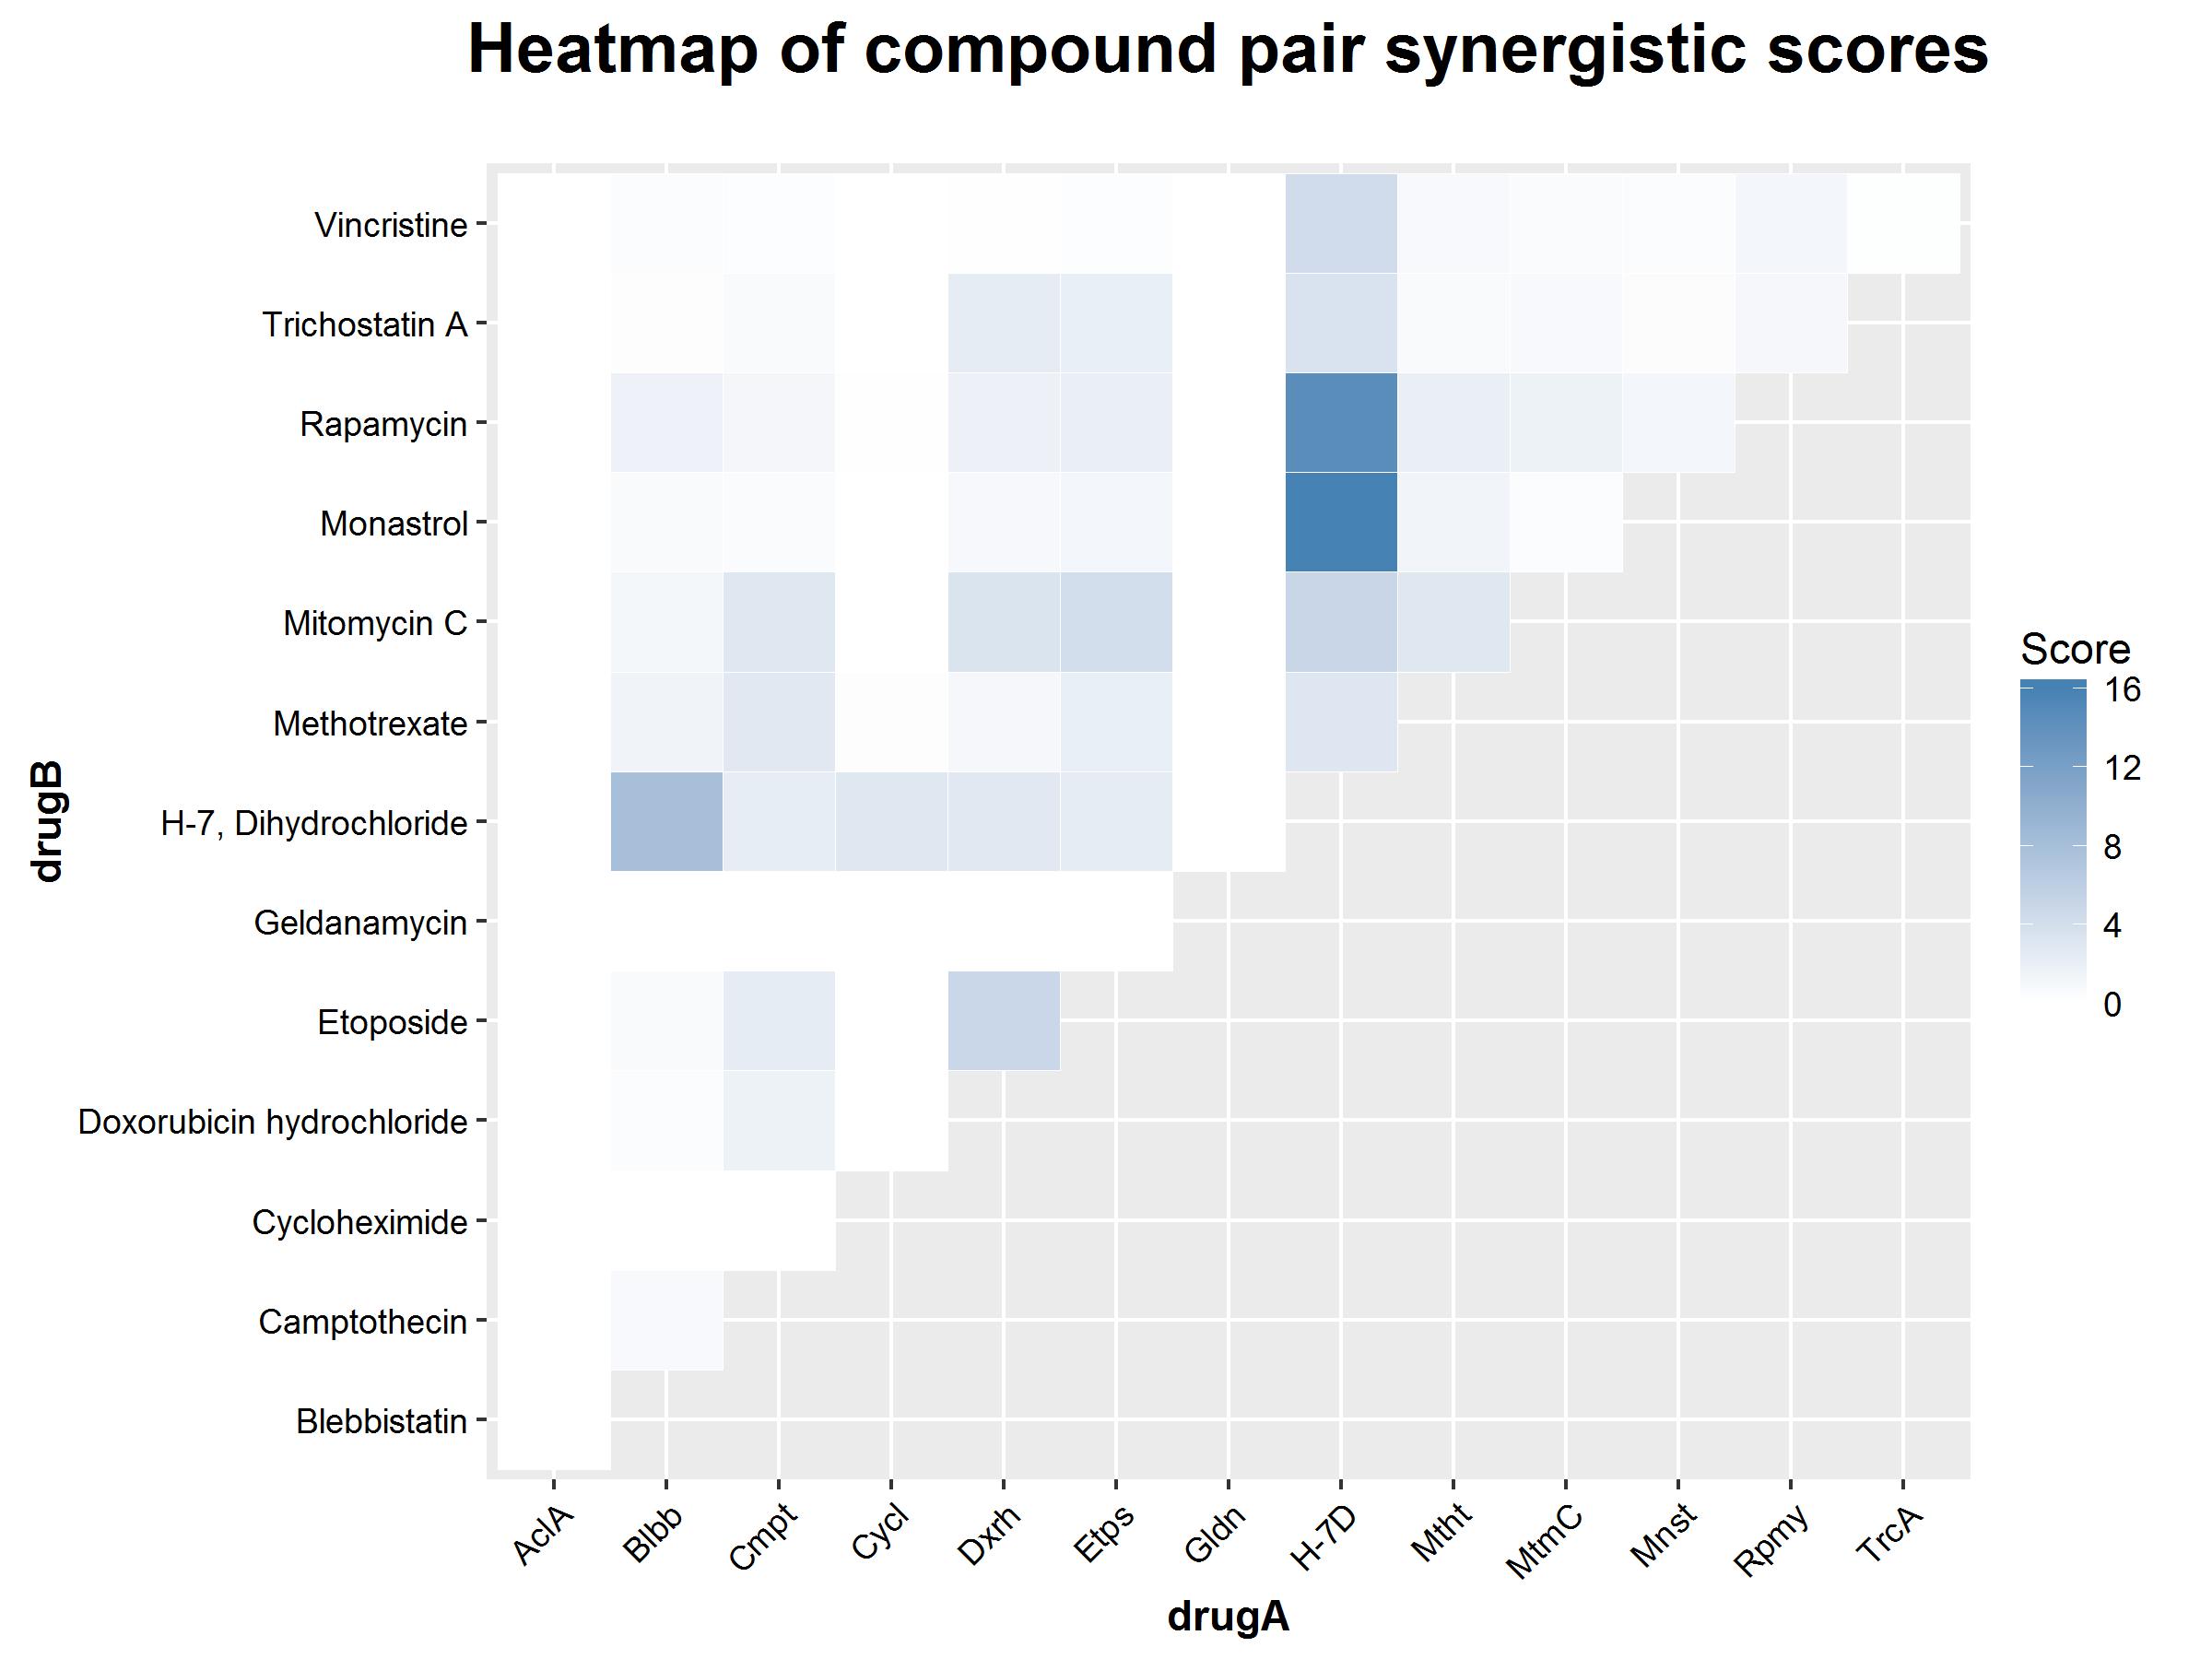 Heatmap of compound pair synergistic scores
Vincristine
Trichostatin A
Rapamycin
Monastrol
Mitomycin C
Methotrexate
H-7, Dihydrochloride
Geldanamycin
Etoposide
Doxorubicin hydrochloride
Cycloheximide
Camptothecin
Blebbistatin
drugB
AclA
Blbb
Cmpt
Cycl
Dxrh
Etps
Gldn
H-7D
Mtht
MtmC
Mnst
Rpmy
TrcA
drugA
Score
16
12
8
4
0